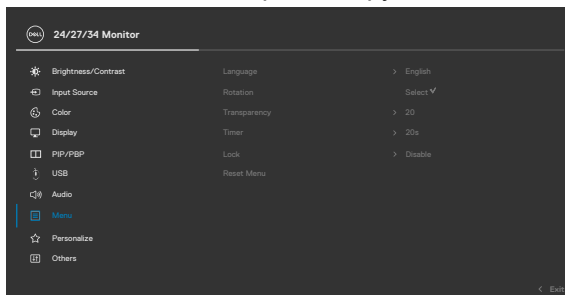 DELL 24/27/34 Monitor
Brightness/Contrast Language > English
Input Source Rotation Select
Color Transparency > 20
Display Timer > 20s
PIP/PBP Lock > Disable
USB Reset Menu
Audio
Menu
Personalize
Others
< Exit